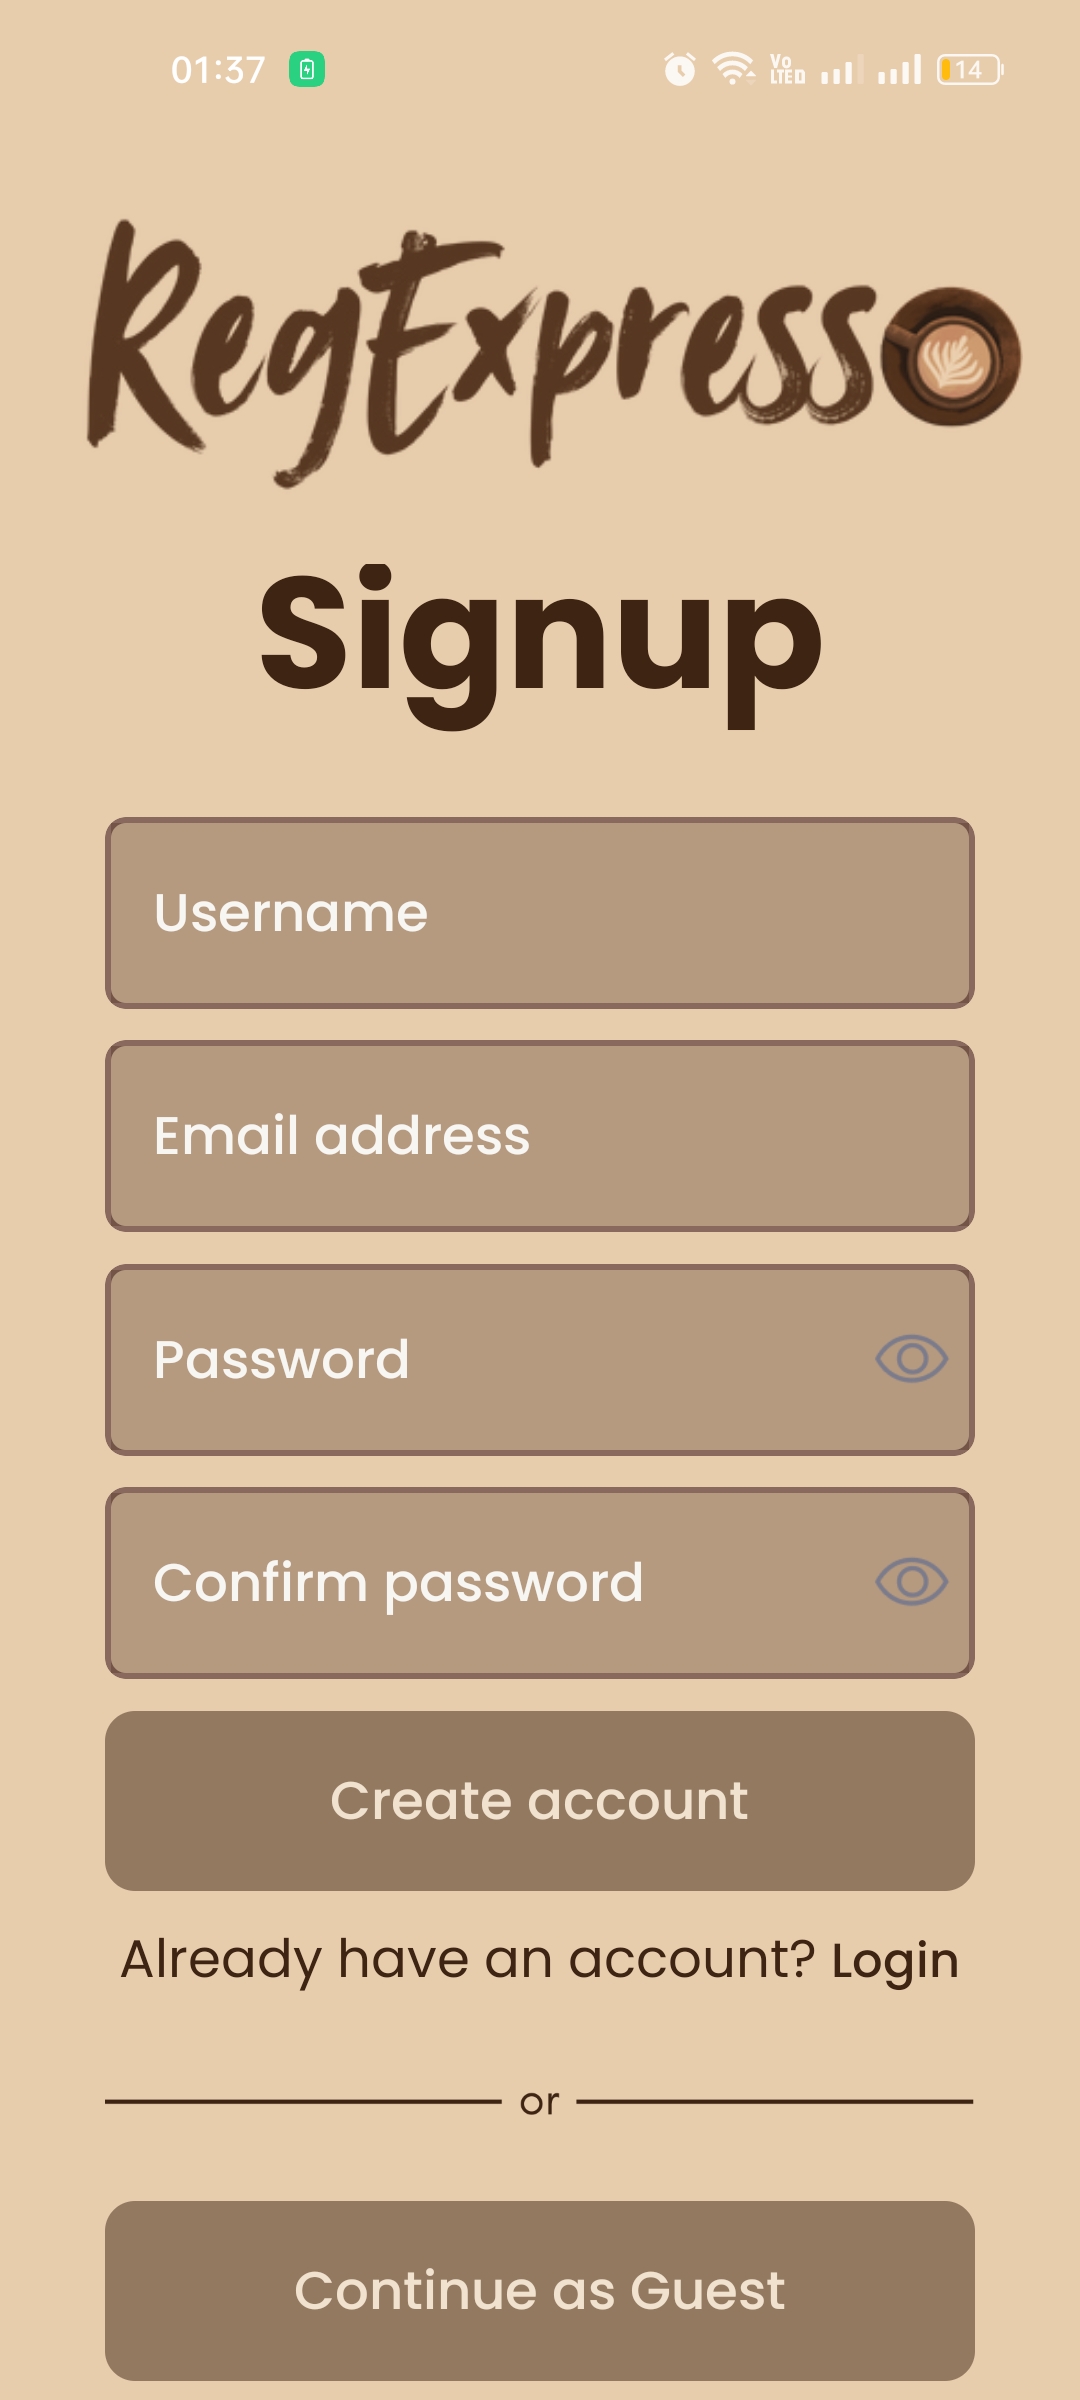 01:37 Vo LTED 14
RegExpresso
Signup
Username
Email address
Password
Confirm password
Create account
Already have an account? Login
or
Continue as Guest